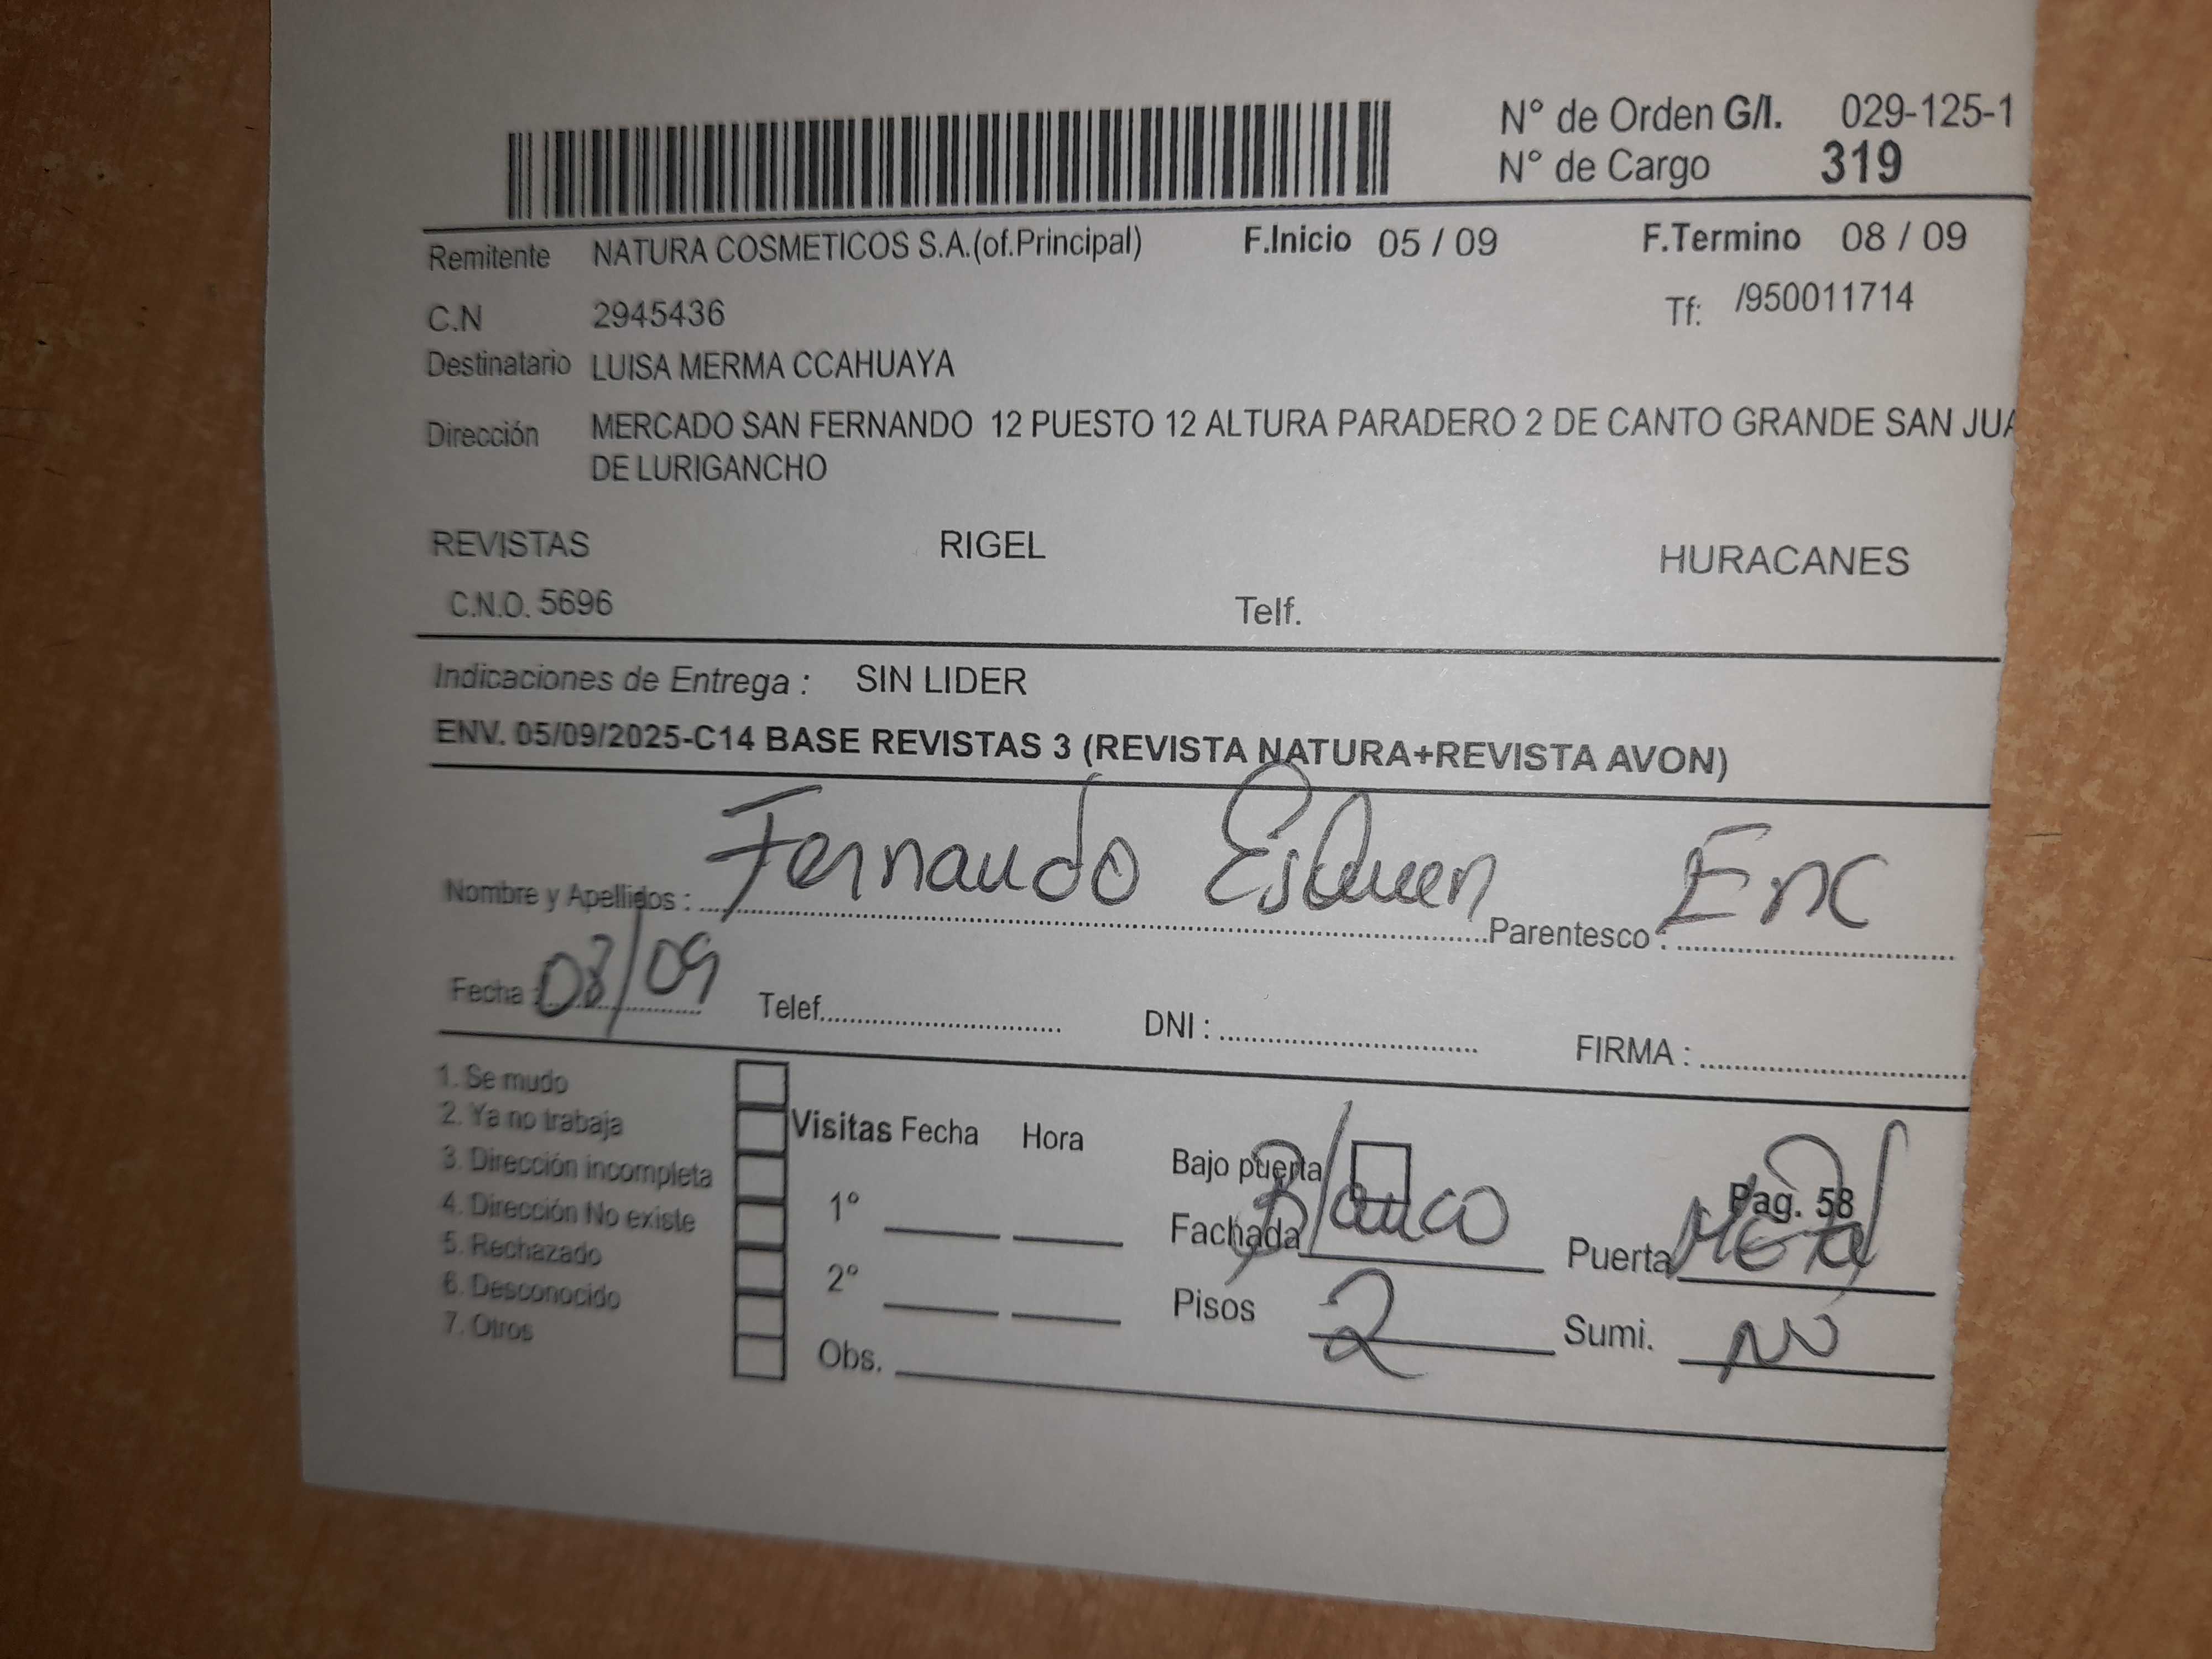 N° de Orden G/I. 029-125-1
N° de Cargo 319
Remitente NATURA COSMETICOS S.A.(of.Principal) F.Inicio 05 / 09 F.Termino 08 / 09
C.N 2945436 Tf: /950011714
Destinatario LUISA MERMA CCAHUAYA
Dirección MERCADO SAN FERNANDO 12 PUESTO 12 ALTURA PARADERO 2 DE CANTO GRANDE SAN JUA
DE LURIGANCHO
REVISTAS RIGEL HURACANES
C.N.O. 5696 Telf.
Indicaciones de Entrega : SIN LIDER
ENV. 05/09/2025-C14 BASE REVISTAS 3 (REVISTA NATURA+REVISTA AVON)
Nombre y Apellidos : Fernando Parentesco : Enc
Fecha : 08/09 Telef. DNI : FIRMA :
1. Se mudo
2. Ya no trabaja
3. Dirección incompleta
4. Dirección No existe
5. Rechazado
6. Desconocido
7. Otros
Visitas Fecha Hora
1°
2°
Obs.
Bajo puerta Pag. 58
Fachada Blanco Puerta Metal
Pisos 2 Sumi. NO